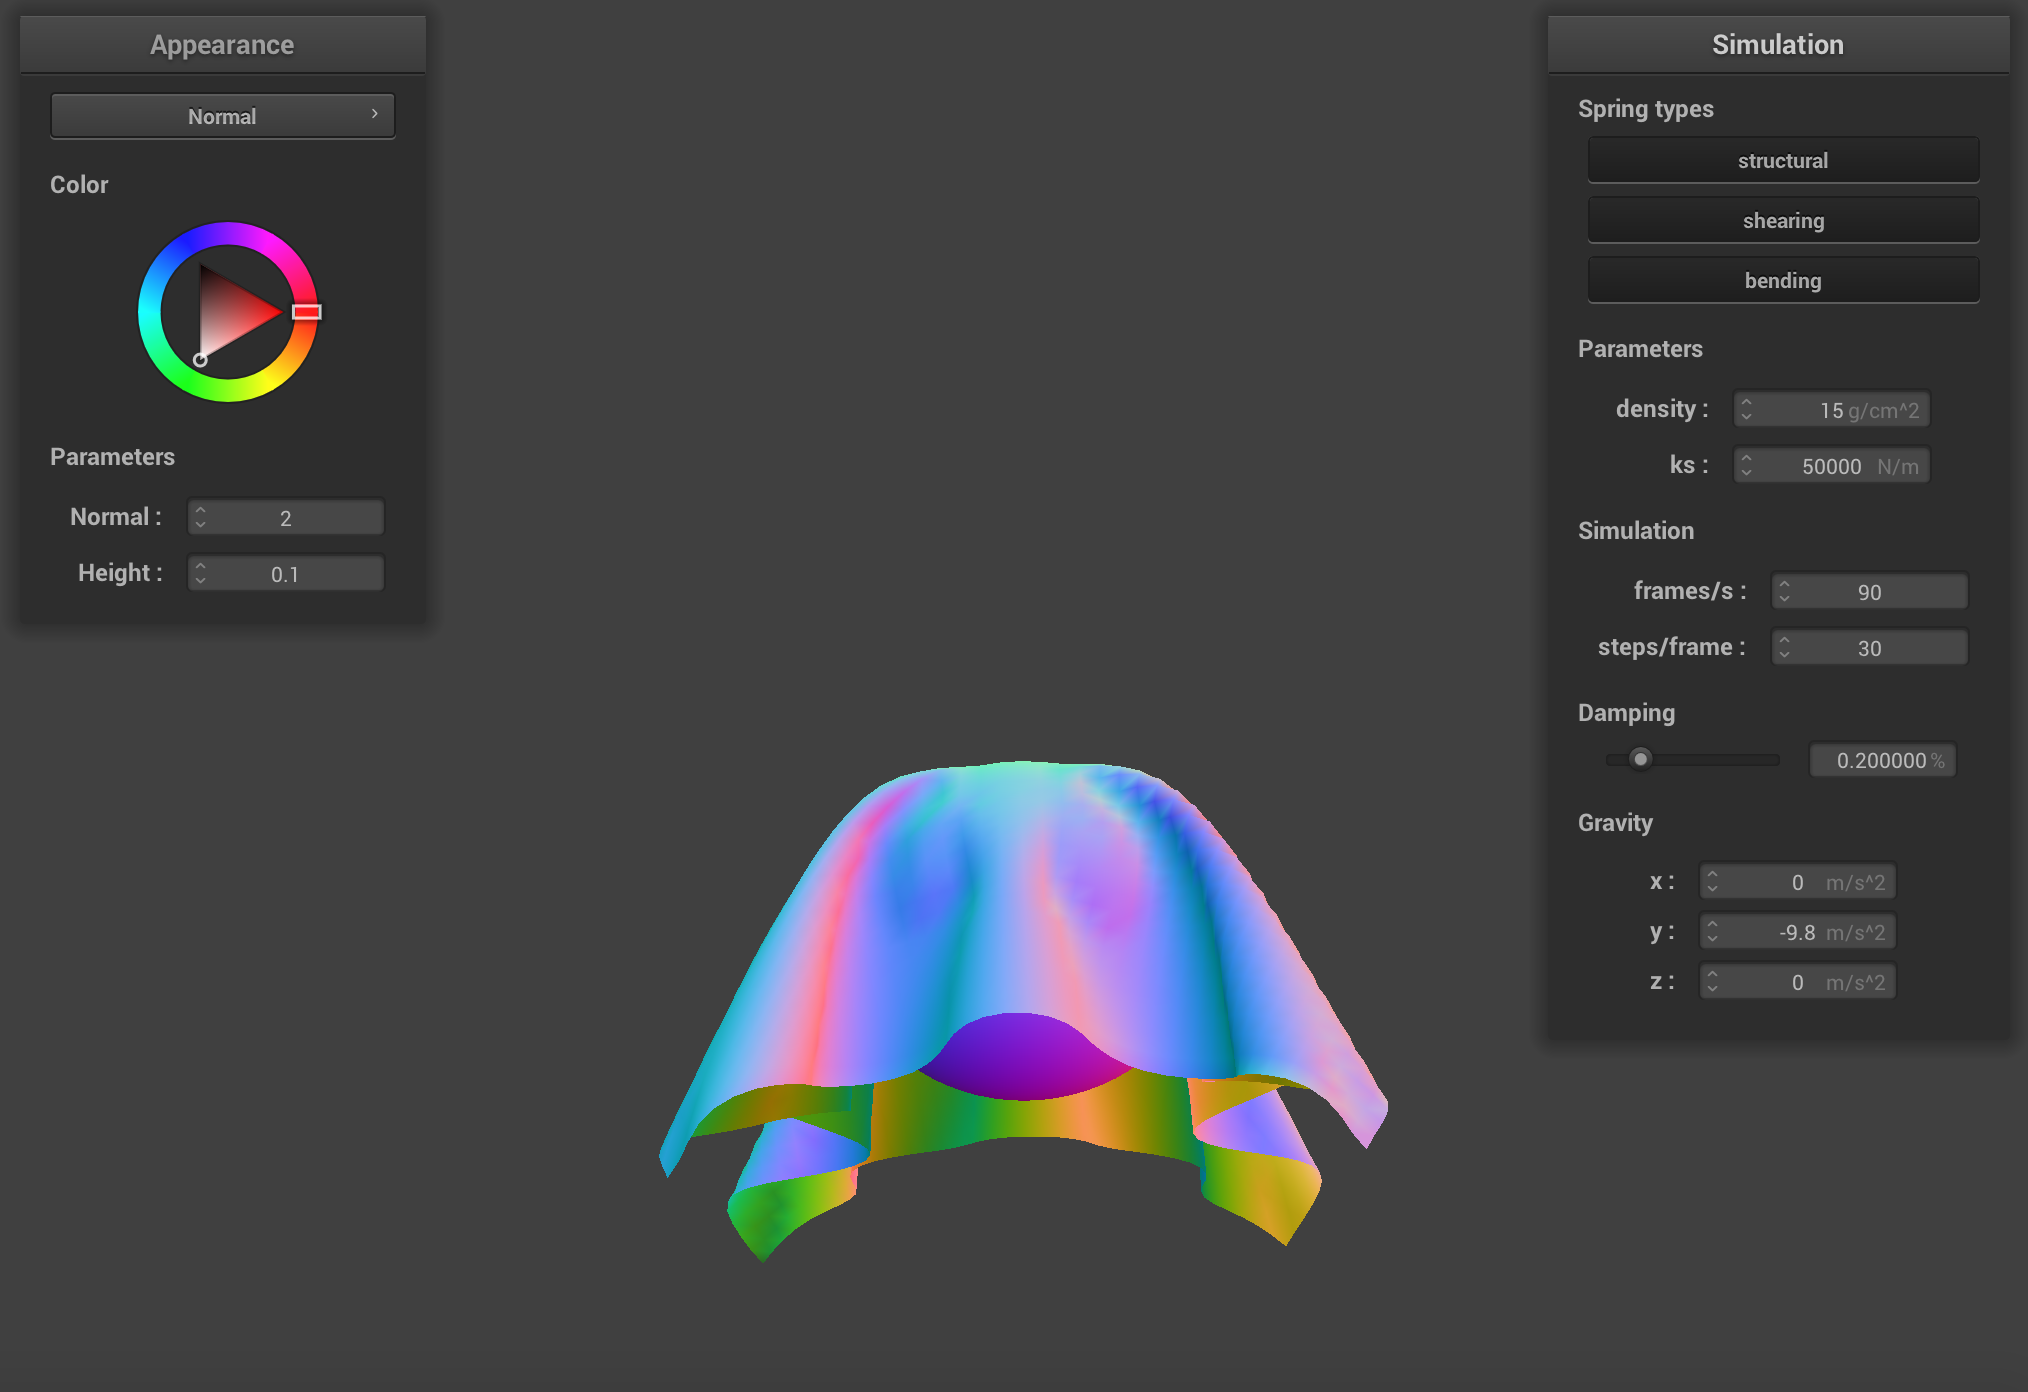 Appearance
Normal
Color
Parameters
Normal : 2
Height : 0.1
Simulation
Spring types
structural
shearing
bending
Parameters
density : 15 g/cm^2
ks : 50000 N/m
Simulation
frames/s : 90
steps/frame : 30
Damping
0.200000 %
Gravity
x : 0 m/s^2
y : -9.8 m/s^2
z : 0 m/s^2